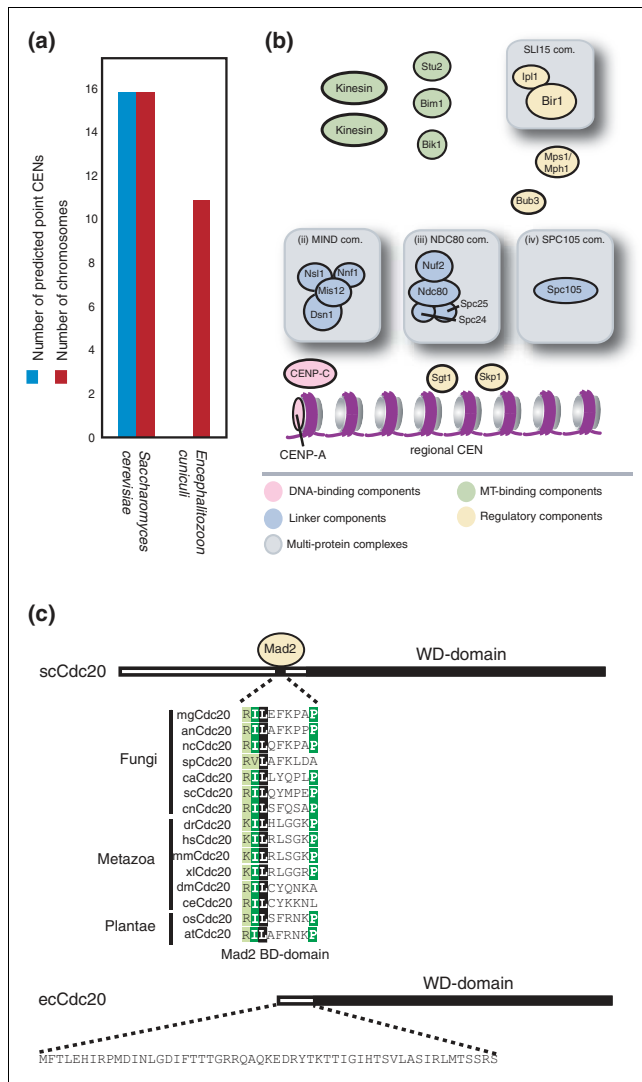 (a)
16
14
12
10
8
6
4
2
0
Number of predicted point CENs
Number of chromosomes
Saccharomyces
cerevisiae
Encephalitozoon
cuniculi
(b)
Kinesin
Kinesin
Stu2
Bim1
Bik1
SLI15 com.
Ipl1
Bir1
Mps1/
Mph1
Bub3
(ii) MIND com.
Nsl1
Nnf1
Mis12
Dsn1
(iii) NDC80 com.
Nuf2
Ndc80
Spc25
Spc24
(iv) SPC105 com.
Spc105
CENP-C
Sgt1
Skp1
CENP-A
regional CEN
DNA-binding components
MT-binding components
Linker components
Regulatory components
Multi-protein complexes
(c)
Mad2
scCdc20
WD-domain
Fungi
mgCdc20 RILEFKPAP
anCdc20 RILAFKPPP
ncCdc20 RILQFKPAP
spCdc20 RVLAFKLDA
caCdc20 RILLYQPLP
scCdc20 RILQYMPEP
cnCdc20 RILSFQSAP
Metazoa
drCdc20 KILHLGGKP
hsCdc20 KILRLSGKP
mmCdc20 KILRLSGKP
xlCdc20 KILRLGGRP
dmCdc20 RILCYQNKA
ceCdc20 RILCYKKNL
Plantae
osCdc20 RILSFRNKP
atCdc20 RILAFRNKP
Mad2 BD-domain
ecCdc20
WD-domain
MFTLEHIRPMDINLGDIFTTTGRRQAQKEDRYTKTTIGIHTSVLASIRLMTSSRS